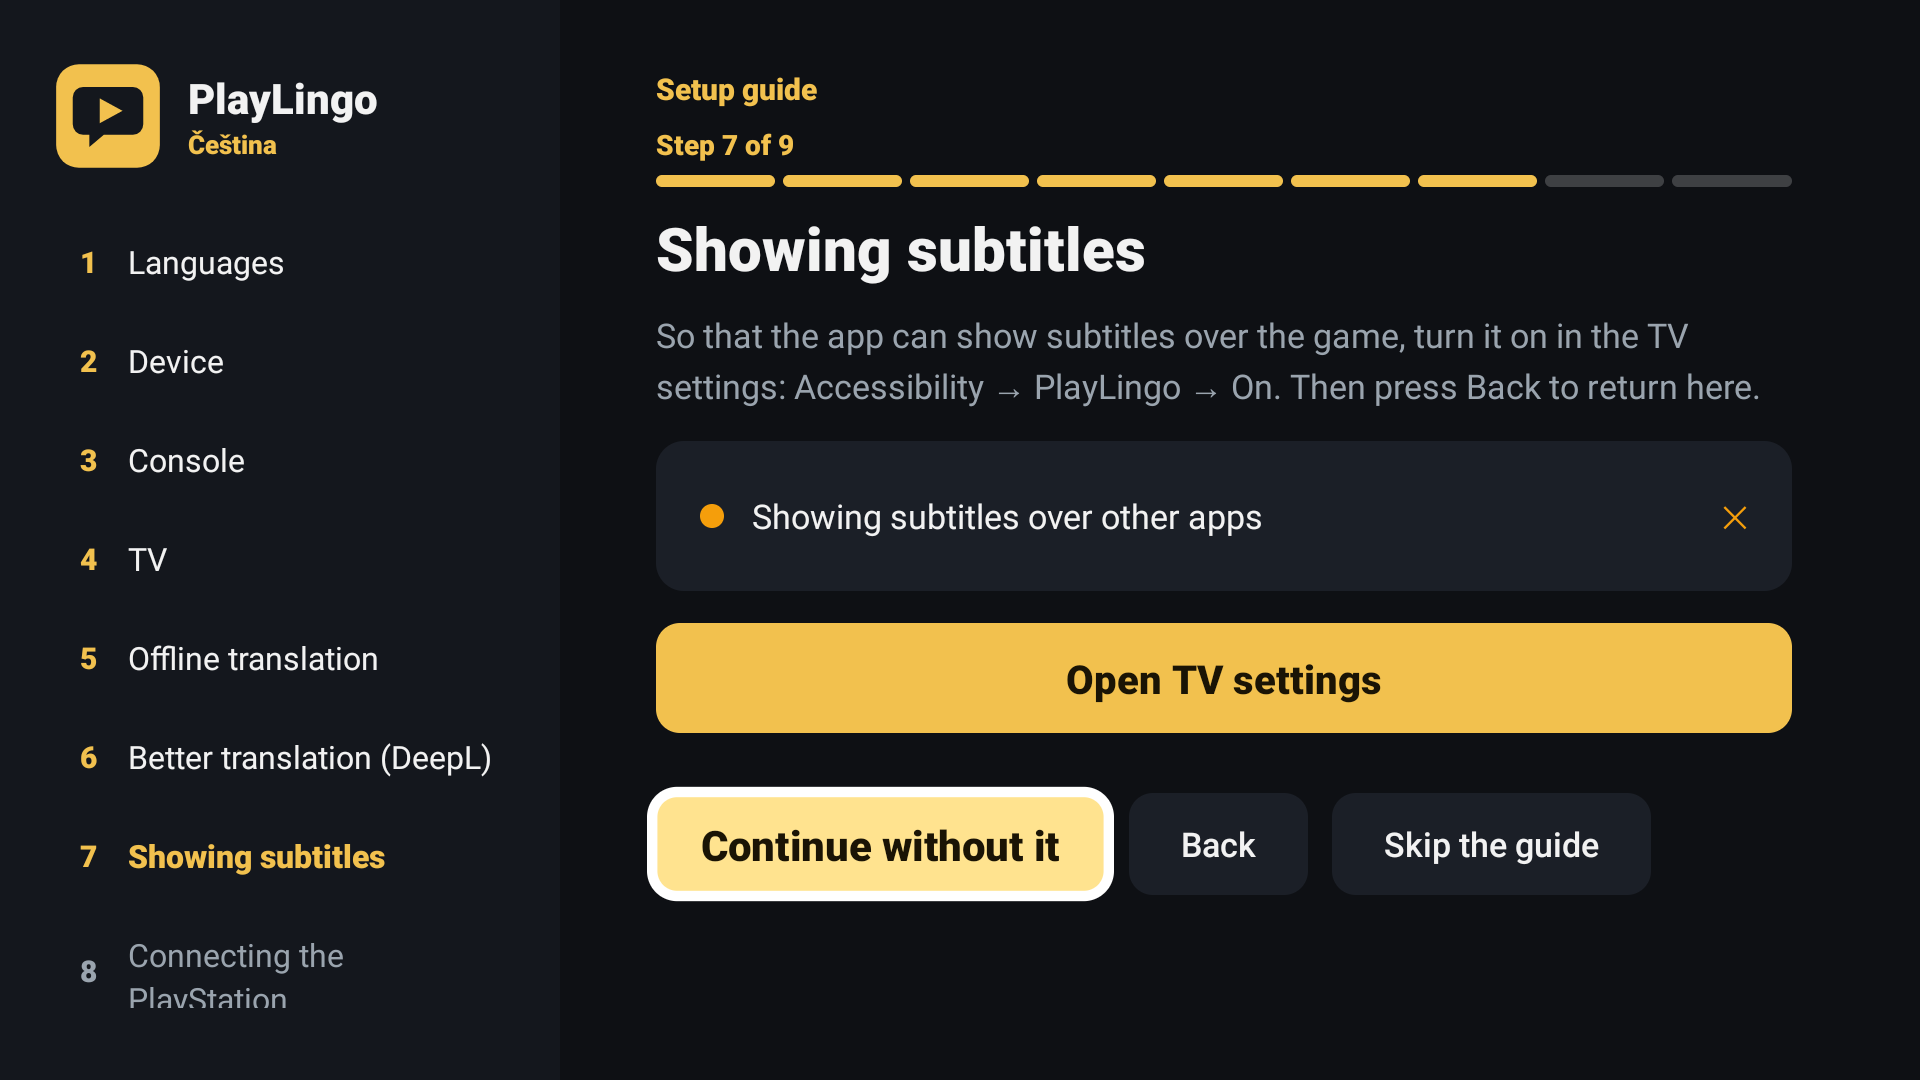 PlayLingo
Čeština
1 Languages
2 Device
3 Console
4 TV
5 Offline translation
6 Better translation (DeepL)
7 Showing subtitles
8 Connecting the
PlayStation
Setup guide
Step 7 of 9
Showing subtitles
So that the app can show subtitles over the game, turn it on in the TV
settings: Accessibility → PlayLingo → On. Then press Back to return here.
Showing subtitles over other apps
Open TV settings
Continue without it
Back
Skip the guide